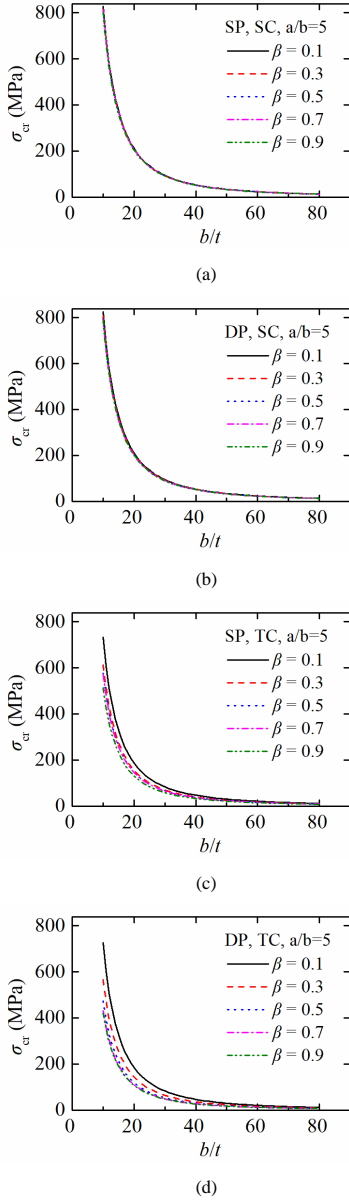 800
600
400
200
0
σcr (MPa)
SP, SC, a/b=5
β = 0.1
β = 0.3
β = 0.5
β = 0.7
β = 0.9
0 20 40 60 80
b/t
(a)
800
600
400
200
0
σcr (MPa)
DP, SC, a/b=5
β = 0.1
β = 0.3
β = 0.5
β = 0.7
β = 0.9
0 20 40 60 80
b/t
(b)
800
600
400
200
0
σcr (MPa)
SP, TC, a/b=5
β = 0.1
β = 0.3
β = 0.5
β = 0.7
β = 0.9
0 20 40 60 80
b/t
(c)
800
600
400
200
0
σcr (MPa)
DP, TC, a/b=5
β = 0.1
β = 0.3
β = 0.5
β = 0.7
β = 0.9
0 20 40 60 80
b/t
(d)